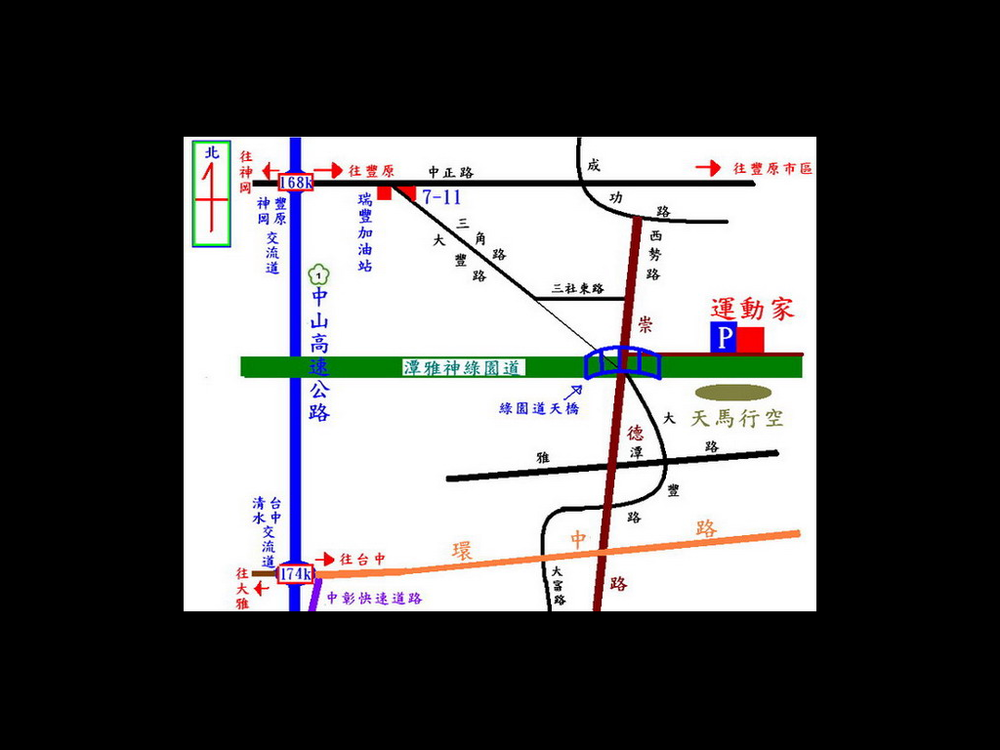 北
往神岡
168k
往豐原
中正路
成功路
往豐原市區
神岡
豐原
交流道
瑞豐加油站
7-11
三角路
大豐路
西勢路
1
中山高速公路
三社東路
運動家
P
崇德路
潭雅神綠園道
綠園道天橋
天馬行空
大豐路
雅潭路
清水
台中
交流道
環中路
174k
往台中
往大雅
中彰快速道路
大富路